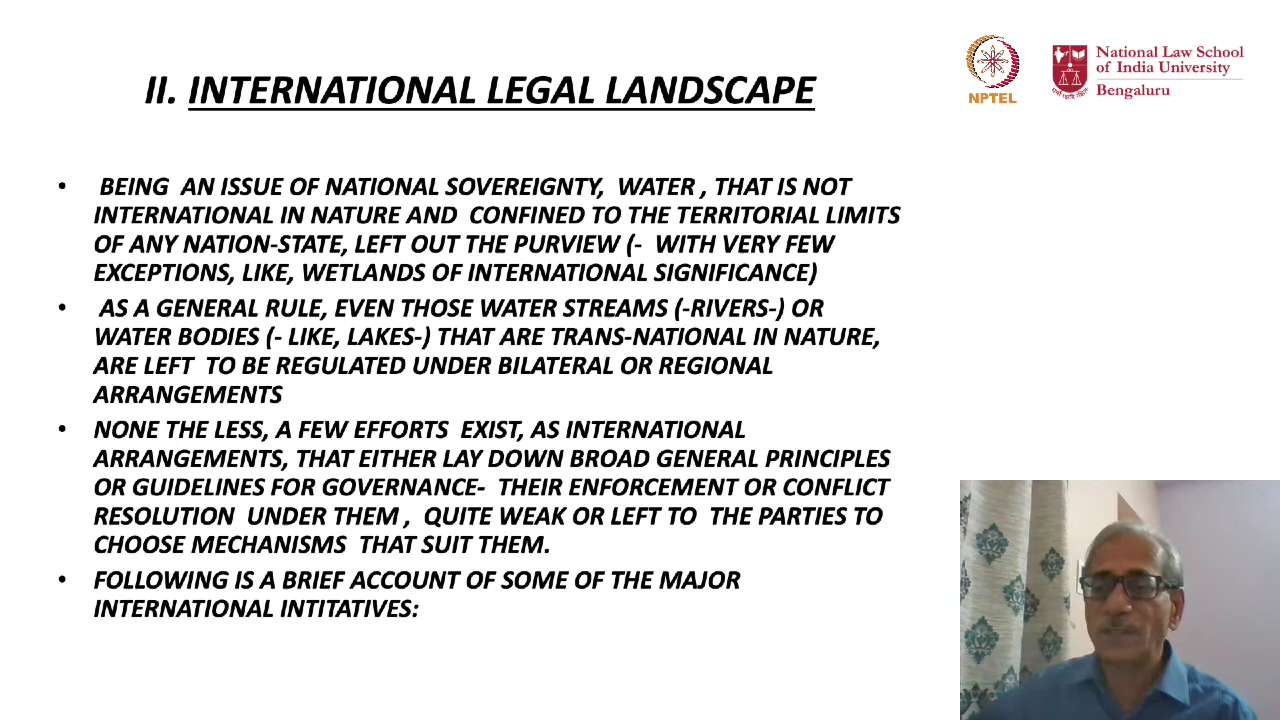 II. INTERNATIONAL LEGAL LANDSCAPE
NPTEL
National Law School
of India University
Bengaluru
• BEING AN ISSUE OF NATIONAL SOVEREIGNTY, WATER , THAT IS NOT
INTERNATIONAL IN NATURE AND CONFINED TO THE TERRITORIAL LIMITS
OF ANY NATION-STATE, LEFT OUT THE PURVIEW (- WITH VERY FEW
EXCEPTIONS, LIKE, WETLANDS OF INTERNATIONAL SIGNIFICANCE)
• AS A GENERAL RULE, EVEN THOSE WATER STREAMS (-RIVERS-) OR
WATER BODIES (- LIKE, LAKES-) THAT ARE TRANS-NATIONAL IN NATURE,
ARE LEFT TO BE REGULATED UNDER BILATERAL OR REGIONAL
ARRANGEMENTS
• NONE THE LESS, A FEW EFFORTS EXIST, AS INTERNATIONAL
ARRANGEMENTS, THAT EITHER LAY DOWN BROAD GENERAL PRINCIPLES
OR GUIDELINES FOR GOVERNANCE- THEIR ENFORCEMENT OR CONFLICT
RESOLUTION UNDER THEM , QUITE WEAK OR LEFT TO THE PARTIES TO
CHOOSE MECHANISMS THAT SUIT THEM.
• FOLLOWING IS A BRIEF ACCOUNT OF SOME OF THE MAJOR
INTERNATIONAL INTITATIVES: